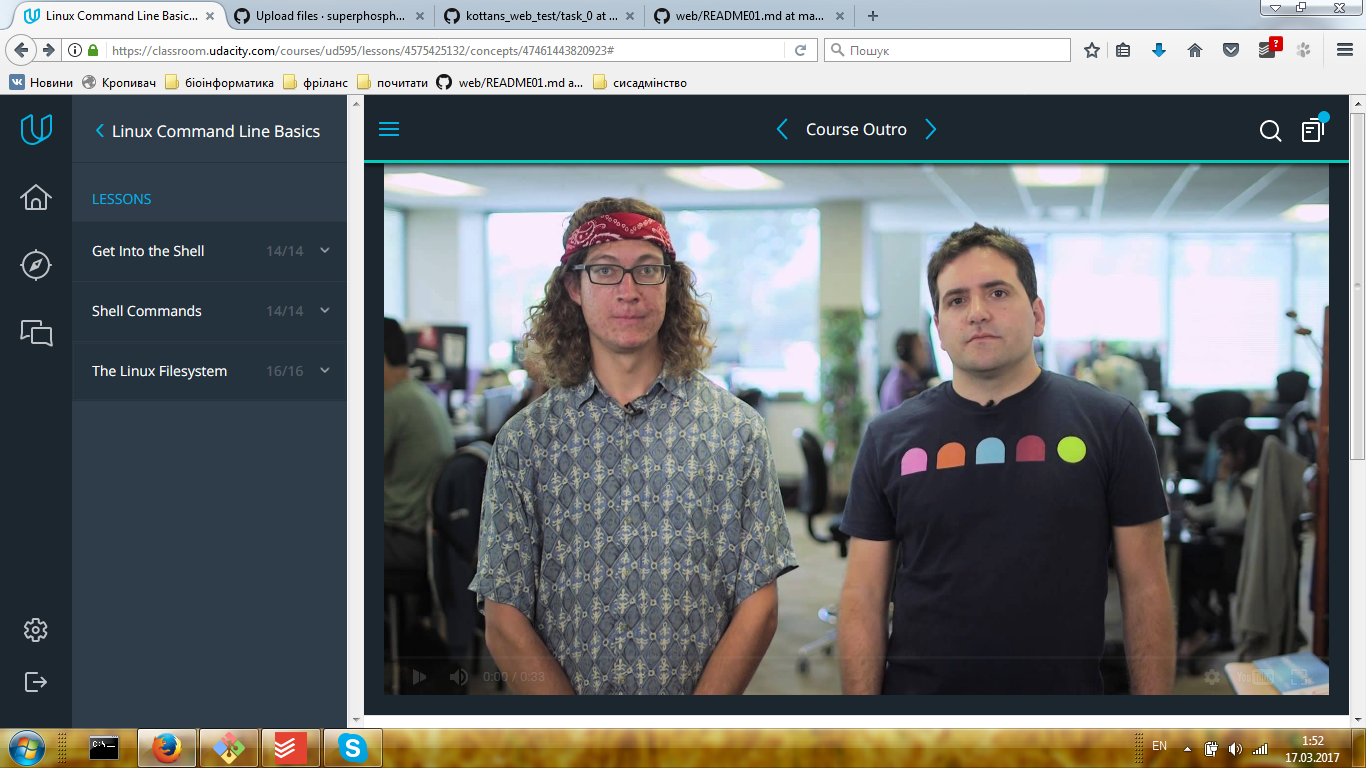 Linux Command Line Basic...
Upload files · superphosph...
kottans_web_test/task_0 at ...
web/README01.md at ma...
https://classroom.udacity.com/courses/ud595/lessons/4575425132/concepts/47461443820923#
Пошук
?
Новини
Кропивач
біоінформатика
фріланс
почитати
web/README01.md a...
сисадмінство
Linux Command Line Basics
Course Outro
LESSONS
Get Into the Shell 14/14
Shell Commands 14/14
The Linux Filesystem 16/16
0:00 / 0:33
YouTube
C:\_
EN
1:52
17.03.2017